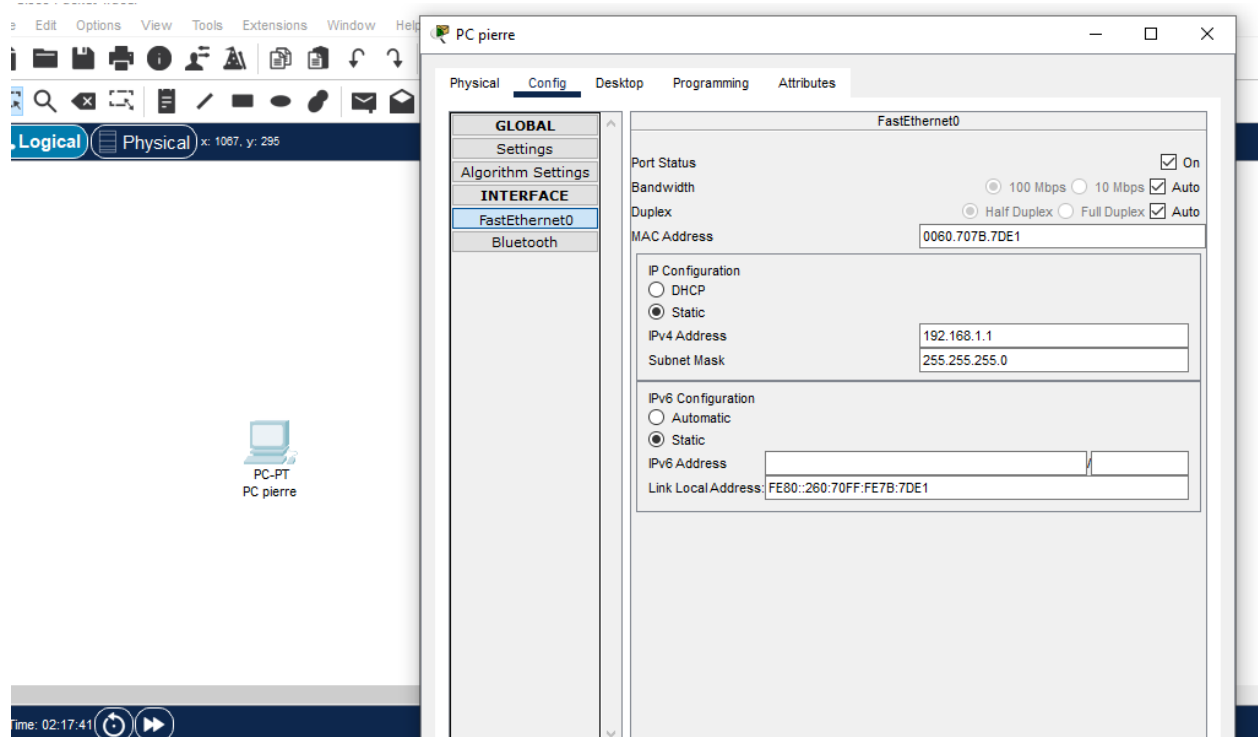 Edit Options View Tools Extensions Window Help
Logical Physical x: 1067, y: 295
PC-PT
PC pierre
Time: 02:17:41
PC pierre
Physical Config Desktop Programming Attributes
GLOBAL
Settings
Algorithm Settings
INTERFACE
FastEthernet0
Bluetooth
FastEthernet0
Port Status On
Bandwidth 100 Mbps 10 Mbps Auto
Duplex Half Duplex Full Duplex Auto
MAC Address 0060.707B.7DE1
IP Configuration
DHCP
Static
IPv4 Address 192.168.1.1
Subnet Mask 255.255.255.0
IPv6 Configuration
Automatic
Static
IPv6 Address /
Link Local Address: FE80::260:70FF:FE7B:7DE1